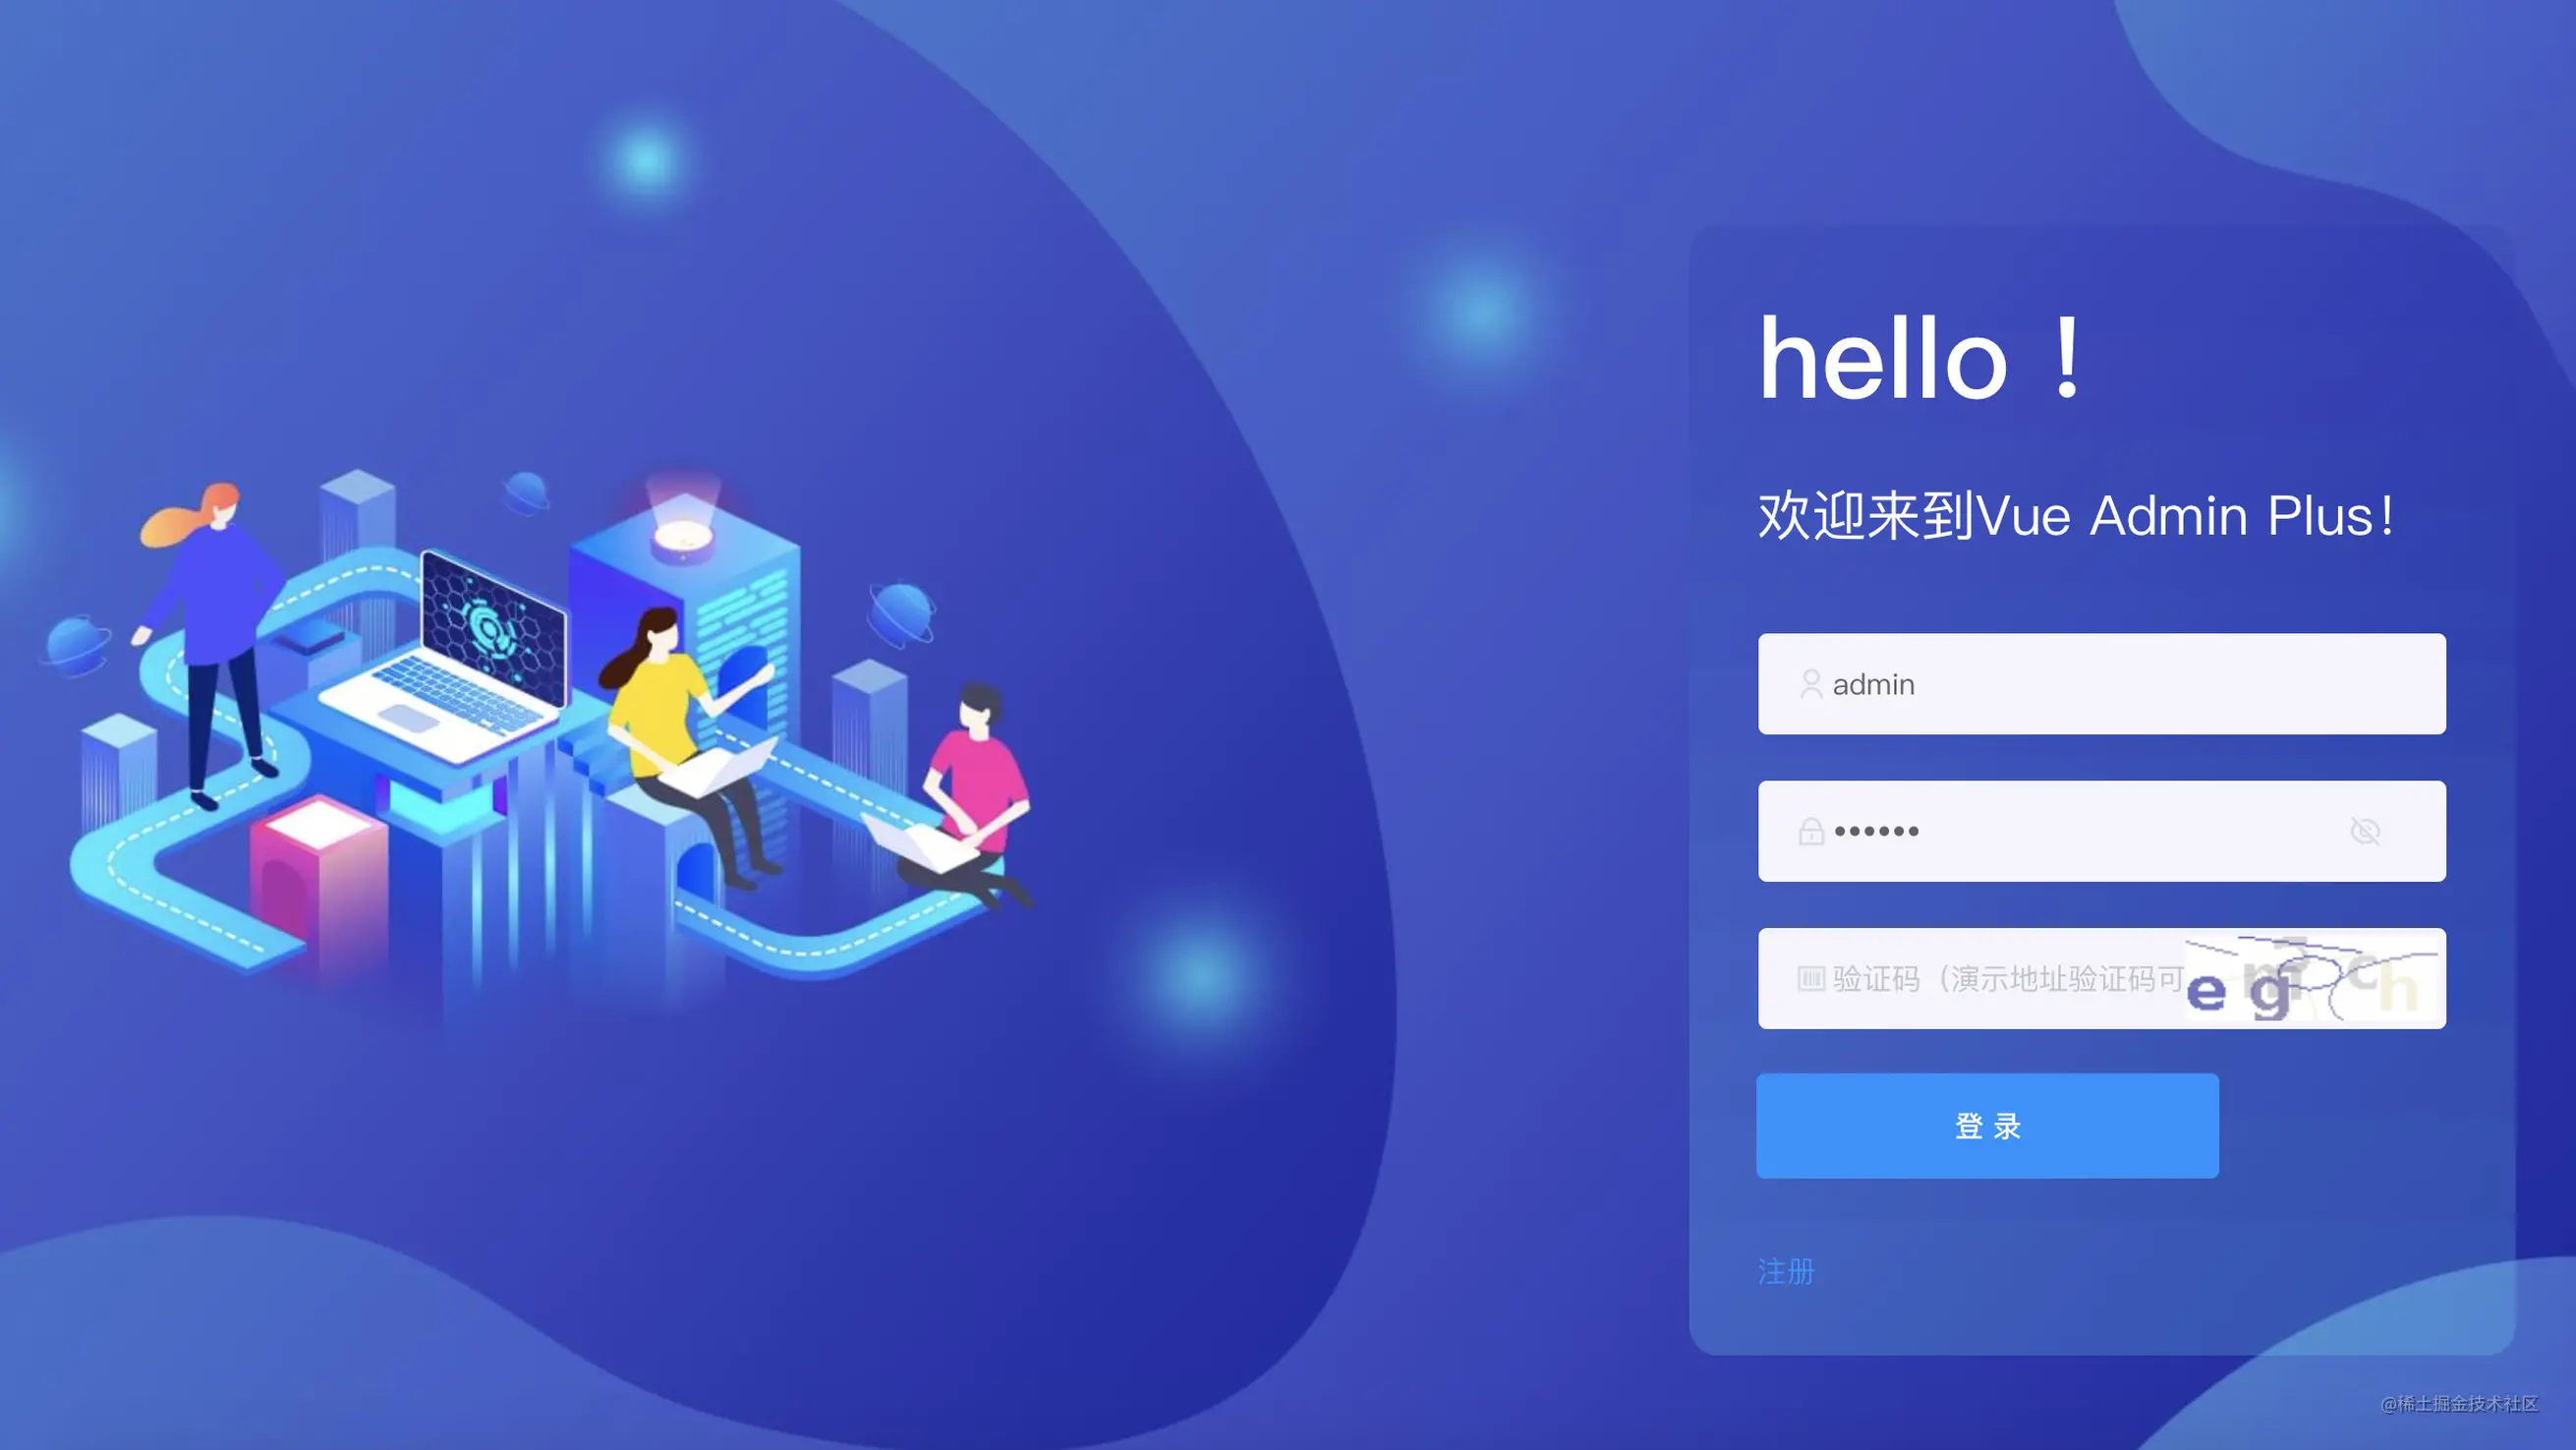 hello！
欢迎来到Vue Admin Plus！
admin
验证码（演示地址验证码可
登 录
注册
@稀土掘金技术社区